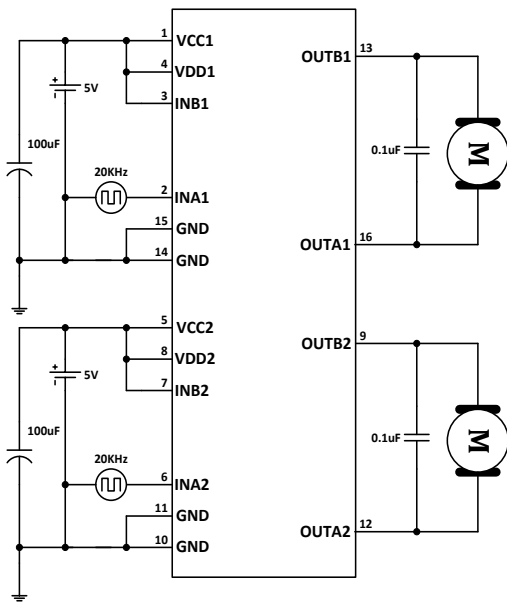 1 VCC1
4 VDD1
3 INB1
+
-
5V
100uF
20KHz
2 INA1
15 GND
14 GND
OUTB1 13
0.1uF
M
OUTA1 16
5 VCC2
8 VDD2
7 INB2
+
-
5V
100uF
20KHz
6 INA2
11 GND
10 GND
OUTB2 9
0.1uF
M
OUTA2 12